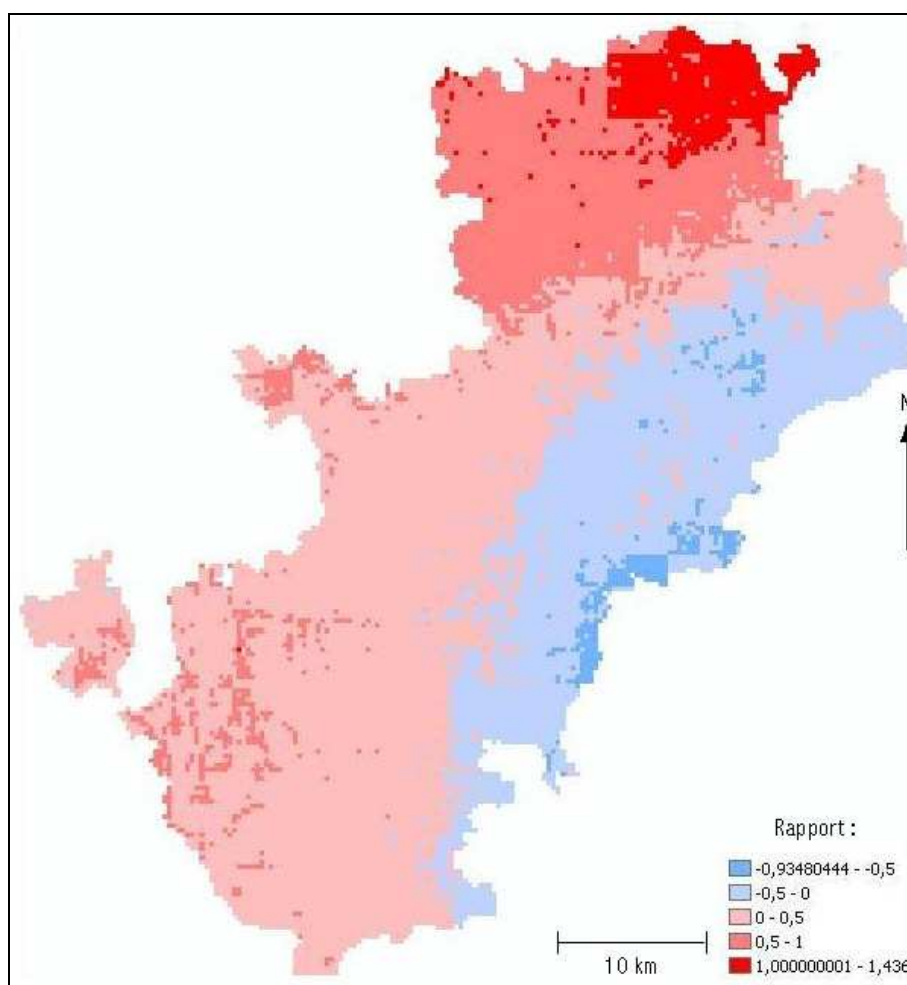 N
Rapport :
-0,93480444 - -0,5
-0,5 - 0
0 - 0,5
0,5 - 1
1,000000001 - 1,436
10 km